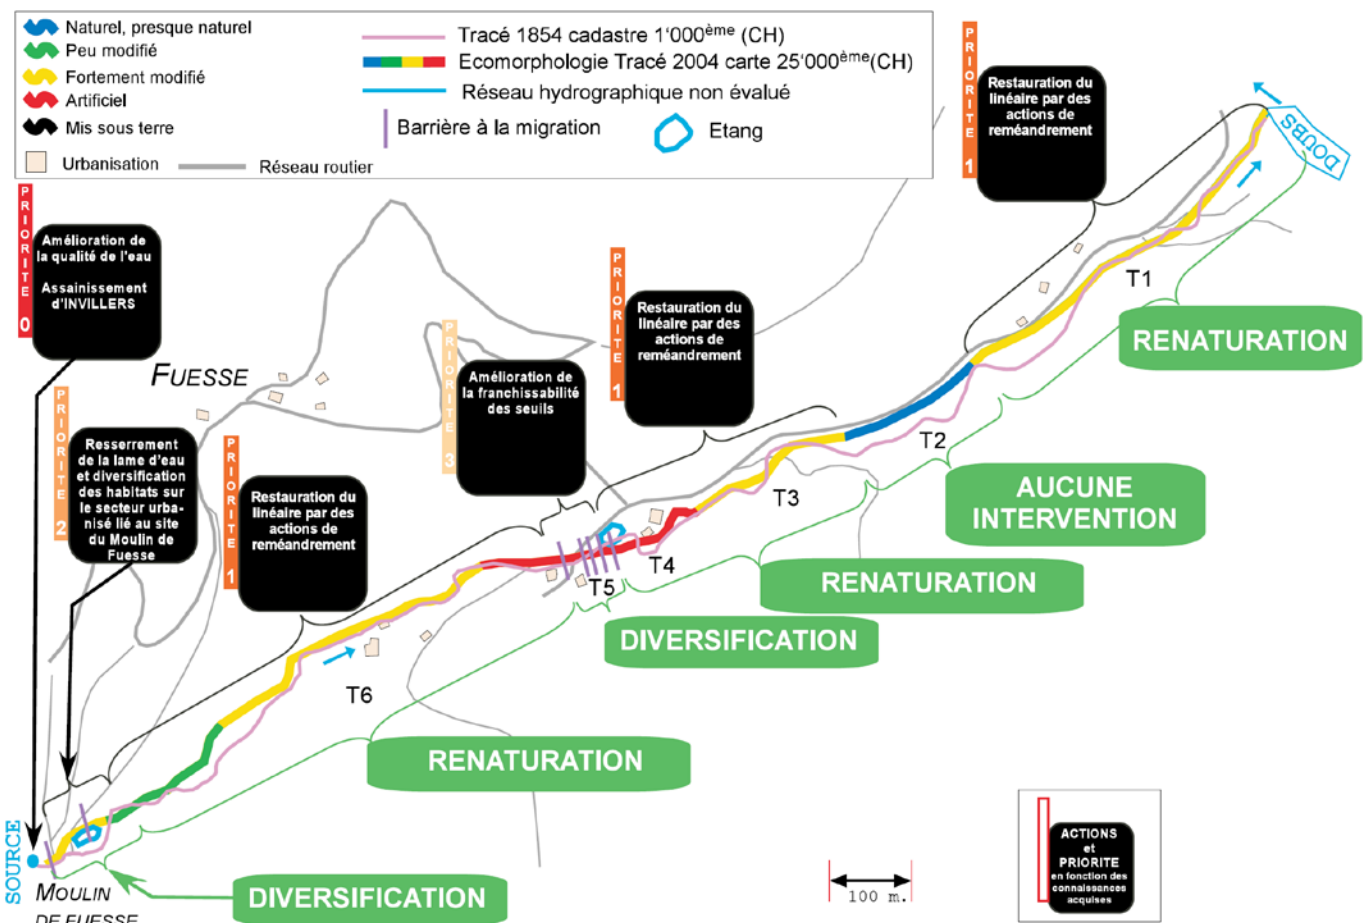 Naturel, presque naturel
Peu modifié
Fortement modifié
Artificiel
Mis sous terre
Urbanisation
Réseau routier
Tracé 1854 cadastre 1'000ème (CH)
Ecomorphologie Tracé 2004 carte 25'000ème(CH)
Réseau hydrographique non évalué
Barrière à la migration
Etang
PRIORITE 1
Restauration du
linéaire par des
actions de
reméandrement
DOUBS
PRIORITE 0
Amélioration de
la qualité de l'eau
Assainissement
d'INVILLERS
PRIORITE 1
Restauration du
linéaire par des
actions de
reméandrement
T1
RENATURATION
PRIORITE 3
Amélioration de
la franchissabilité
des seuils
FUESSE
PRIORITE 2
Resserrement
de la lame d'eau
et diversification
des habitats sur
le secteur urba-
nisé lié au site
du Moulin de
Fuesse
PRIORITE 1
Restauration du
linéaire par des
actions de
reméandrement
T2
AUCUNE
INTERVENTION
T3
T4
T5
RENATURATION
DIVERSIFICATION
T6
RENATURATION
SOURCE
MOULIN
DE FUESSE
DIVERSIFICATION
100 m.
ACTIONS
et
PRIORITE
en fonction des
connaissances
acquises